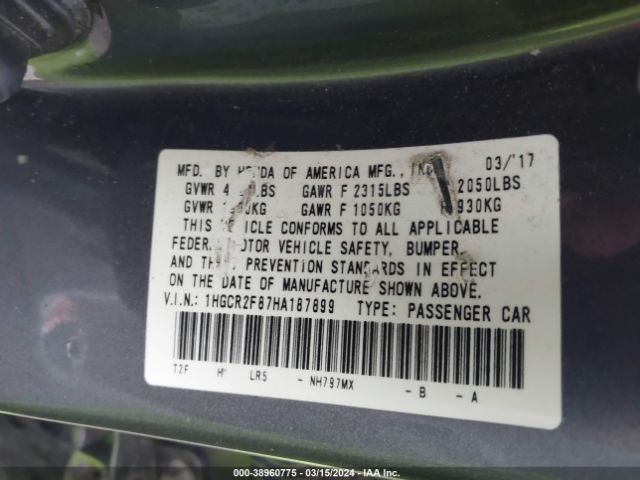 MFD. BY HONDA OF AMERICA MFG., INC. 03/'17
GVWR 4 LBS GAWR F 2315LBS 2050LBS
GVWR KG GAWR F 1050KG 930KG
THIS VEHICLE CONFORMS TO ALL APPLICABLE
FEDERAL MOTOR VEHICLE SAFETY, BUMPER,
AND THEFT PREVENTION STANDARDS IN EFFECT
ON THE DATE OF MANUFACTURE SHOWN ABOVE.
V.I.N.: 1HGCR2F87HA187899 TYPE: PASSENGER CAR
T2F H LR5 - NH797MX - B - A
000-38960775 - 03/15/2024 - IAA Inc.